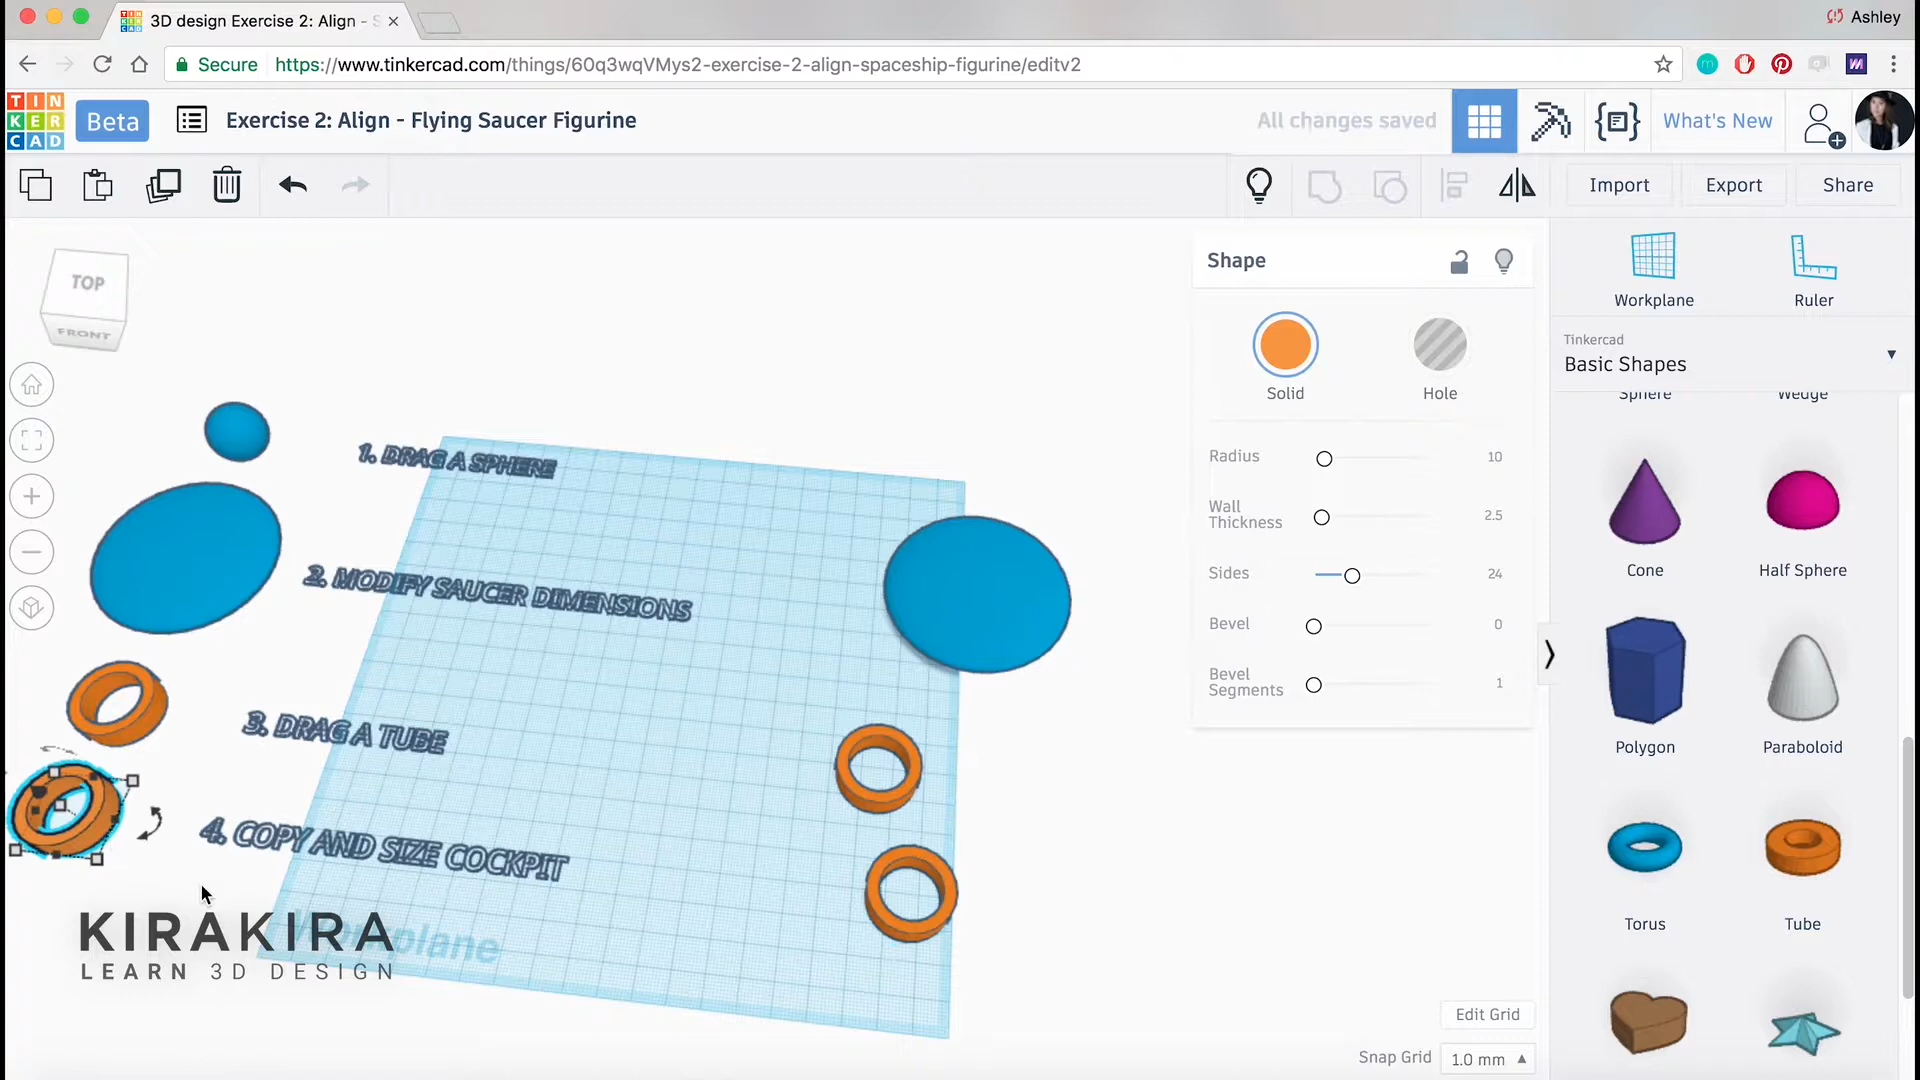 3D design Exercise 2: Align - S
Ashley
Secure
https://www.tinkercad.com/things/60q3wqVMys2-exercise-2-align-spaceship-figurine/editv2
TIN
KER
CAD
Beta
Exercise 2: Align - Flying Saucer Figurine
All changes saved
What's New
Import
Export
Share
TOP
FRONT
Shape
Solid
Hole
Radius
10
Wall
Thickness
2.5
Sides
24
Bevel
0
Bevel
Segments
1
Workplane
Ruler
Tinkercad
Basic Shapes
Sphere
Wedge
Cone
Half Sphere
Polygon
Paraboloid
Torus
Tube
1. DRAG A SPHERE
2. MODIFY SAUCER DIMENSIONS
3. DRAG A TUBE
4. COPY AND SIZE COCKPIT
Workplane
KIRAKIRA
LEARN 3D DESIGN
Edit Grid
Snap Grid
1.0 mm